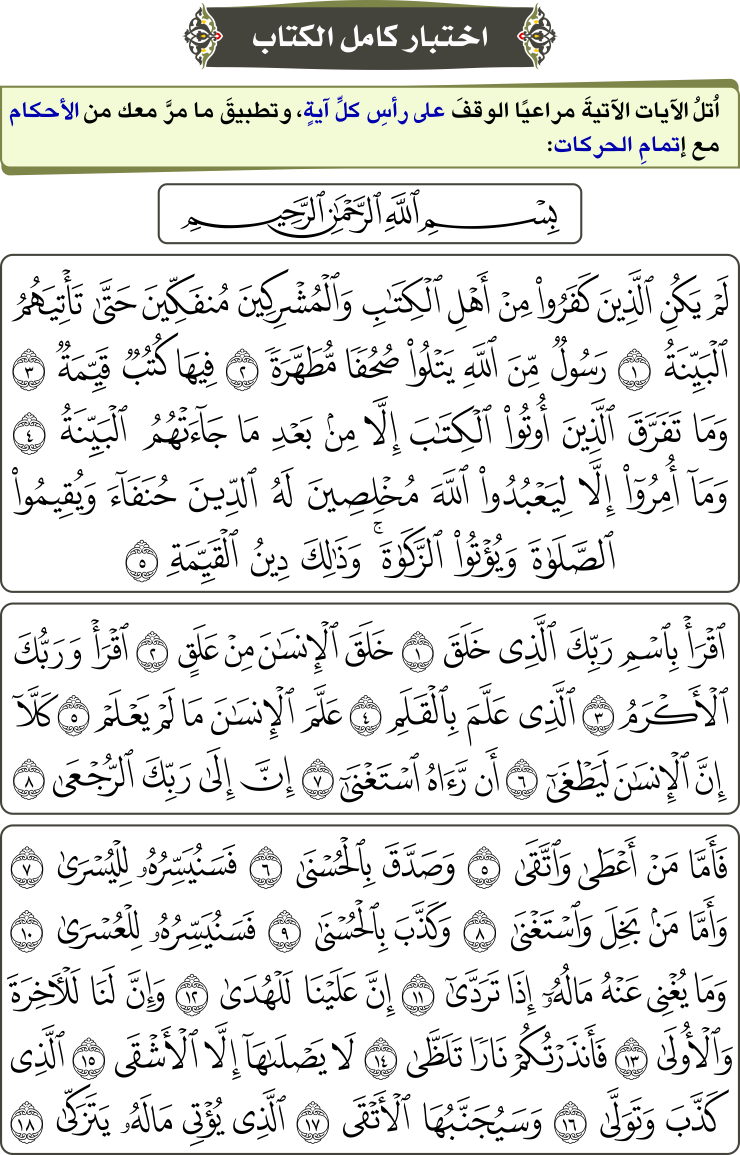 اختبار كامل الكتاب
اُتلُ الآيات الآتيةَ مراعيًا الوقفَ على رأسِ كلِّ آيةٍ، وتطبيقَ ما مرَّ معك من الأحكام
مع إتمامِ الحركات:
بِسْمِ ٱللَّهِ ٱلرَّحْمَٰنِ ٱلرَّحِيمِ
لَمْ يَكُنِ ٱلَّذِينَ كَفَرُوا۟ مِنْ أَهْلِ ٱلْكِتَٰبِ وَٱلْمُشْرِكِينَ مُنفَكِّينَ حَتَّىٰ تَأْتِيَهُمُ
ٱلْبَيِّنَةُ ١ رَسُولٌ مِّنَ ٱللَّهِ يَتْلُوا۟ صُحُفًا مُّطَهَّرَةً ٢ فِيهَا كُتُبٌ قَيِّمَةٌ ٣
وَمَا تَفَرَّقَ ٱلَّذِينَ أُوتُوا۟ ٱلْكِتَٰبَ إِلَّا مِنۢ بَعْدِ مَا جَآءَتْهُمُ ٱلْبَيِّنَةُ ٤
وَمَآ أُمِرُوٓا۟ إِلَّا لِيَعْبُدُوا۟ ٱللَّهَ مُخْلِصِينَ لَهُ ٱلدِّينَ حُنَفَآءَ وَيُقِيمُوا۟
ٱلصَّلَوٰةَ وَيُؤْتُوا۟ ٱلزَّكَوٰةَ ۚ وَذَٰلِكَ دِينُ ٱلْقَيِّمَةِ ٥
ٱقْرَأْ بِٱسْمِ رَبِّكَ ٱلَّذِى خَلَقَ ١ خَلَقَ ٱلْإِنسَٰنَ مِنْ عَلَقٍ ٢ ٱقْرَأْ وَرَبُّكَ
ٱلْأَكْرَمُ ٣ ٱلَّذِى عَلَّمَ بِٱلْقَلَمِ ٤ عَلَّمَ ٱلْإِنسَٰنَ مَا لَمْ يَعْلَمْ ٥ كَلَّآ
إِنَّ ٱلْإِنسَٰنَ لَيَطْغَىٰٓ ٦ أَن رَّءَاهُ ٱسْتَغْنَىٰٓ ٧ إِنَّ إِلَىٰ رَبِّكَ ٱلرُّجْعَىٰٓ ٨
فَأَمَّا مَنْ أَعْطَىٰ وَٱتَّقَىٰ ٥ وَصَدَّقَ بِٱلْحُسْنَىٰ ٦ فَسَنُيَسِّرُهُۥ لِلْيُسْرَىٰ ٧
وَأَمَّا مَنۢ بَخِلَ وَٱسْتَغْنَىٰ ٨ وَكَذَّبَ بِٱلْحُسْنَىٰ ٩ فَسَنُيَسِّرُهُۥ لِلْعُسْرَىٰ ١٠
وَمَا يُغْنِى عَنْهُ مَالُهُۥٓ إِذَا تَرَدَّىٰٓ ١١ إِنَّ عَلَيْنَا لَلْهُدَىٰ ١٢ وَإِنَّ لَنَا لَلْءَاخِرَةَ
وَٱلْأُولَىٰ ١٣ فَأَنذَرْتُكُمْ نَارًا تَلَظَّىٰ ١٤ لَا يَصْلَىٰهَآ إِلَّا ٱلْأَشْقَى ١٥ ٱلَّذِى
كَذَّبَ وَتَوَلَّىٰ ١٦ وَسَيُجَنَّبُهَا ٱلْأَتْقَى ١٧ ٱلَّذِى يُؤْتِى مَالَهُۥ يَتَزَكَّىٰ ١٨